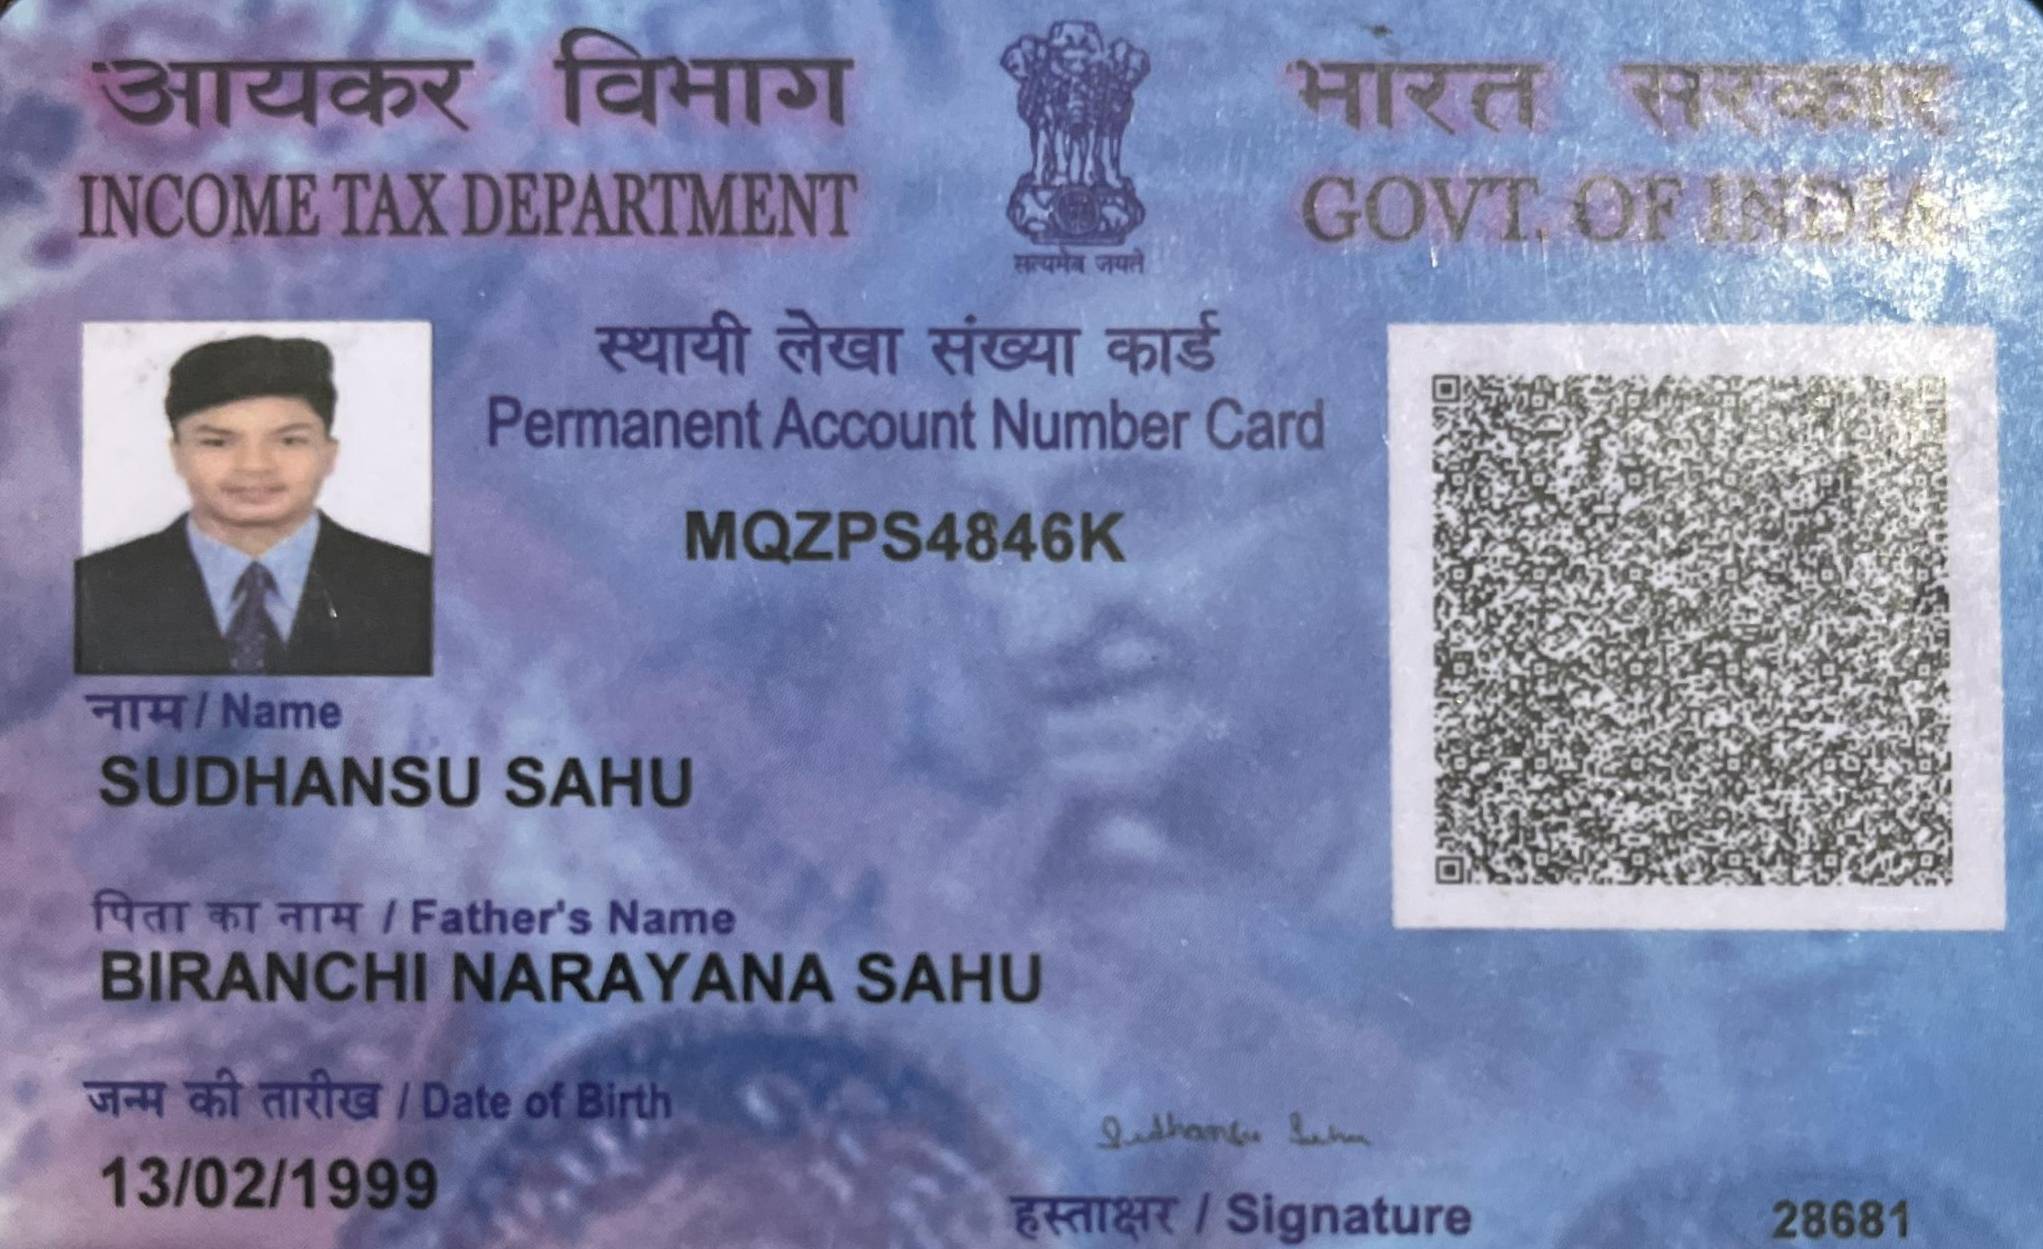 आयकर विभाग
INCOME TAX DEPARTMENT
सत्यमेव जयते
भारत सरकार
GOVT. OF INDIA
स्थायी लेखा संख्या कार्ड
Permanent Account Number Card
MQZPS4846K
नाम / Name
SUDHANSU SAHU
पिता का नाम / Father's Name
BIRANCHI NARAYANA SAHU
जन्म की तारीख / Date of Birth
13/02/1999
Sudhansu Sahu
हस्ताक्षर / Signature
28681